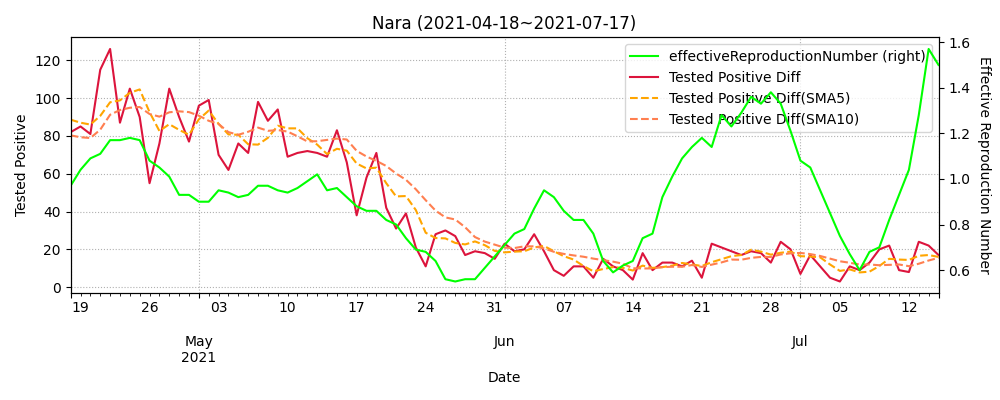 Nara (2021-04-18~2021-07-17)
effectiveReproductionNumber (right)
Tested Positive Diff
Tested Positive Diff(SMA5)
Tested Positive Diff(SMA10)
Tested Positive
120
100
80
60
40
20
0
Effective Reproduction Number
1.6
1.4
1.2
1.0
0.8
0.6
19 26 03 10 17 24 31 07 14 21 28 05 12
May Jun Jul
2021
Date